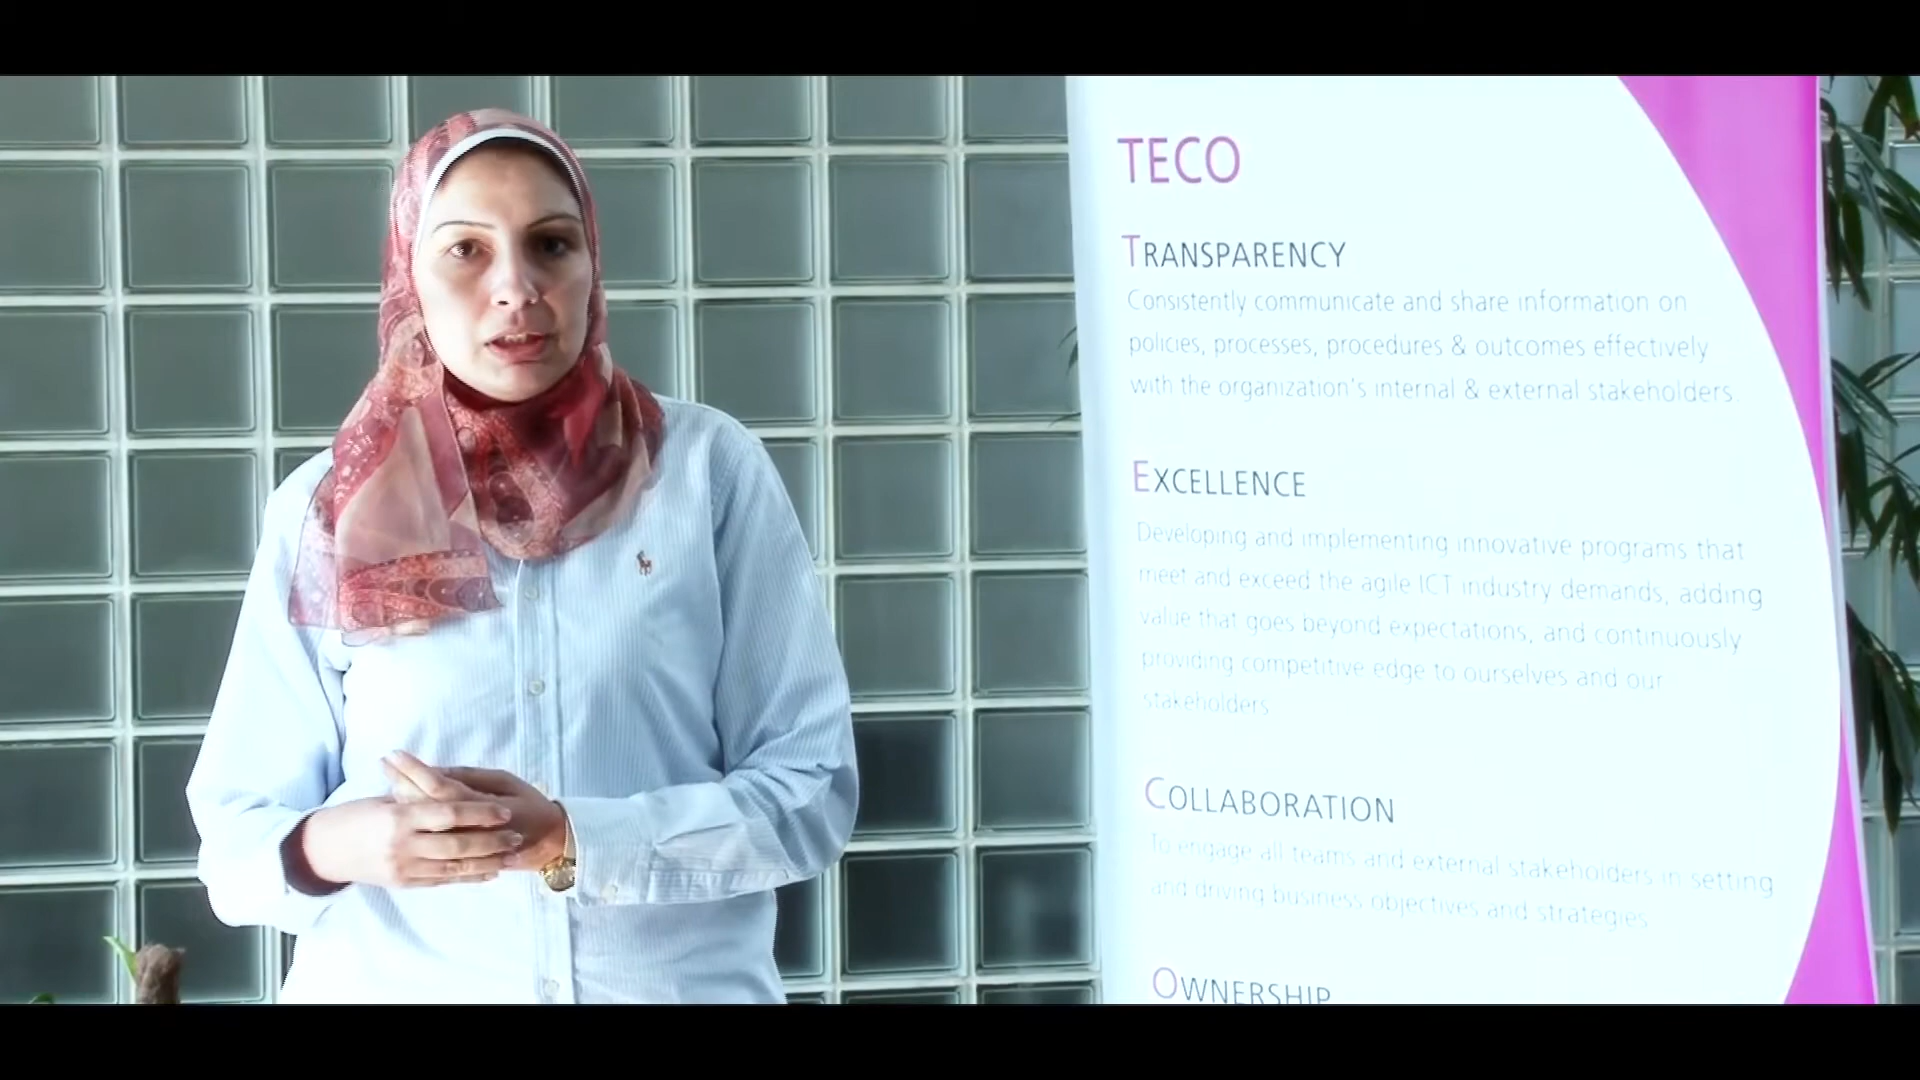 TECO
TRANSPARENCY
Consistently communicate and share information on
policies, processes, procedures & outcomes effectively
with the organization's internal & external stakeholders.
EXCELLENCE
Developing and implementing innovative programs that
meet and exceed the agile ICT industry demands, adding
value that goes beyond expectations, and continuously
providing competitive edge to ourselves and our
stakeholders
COLLABORATION
To engage all teams and external stakeholders in setting
and driving business objectives and strategies
OWNERSHIP